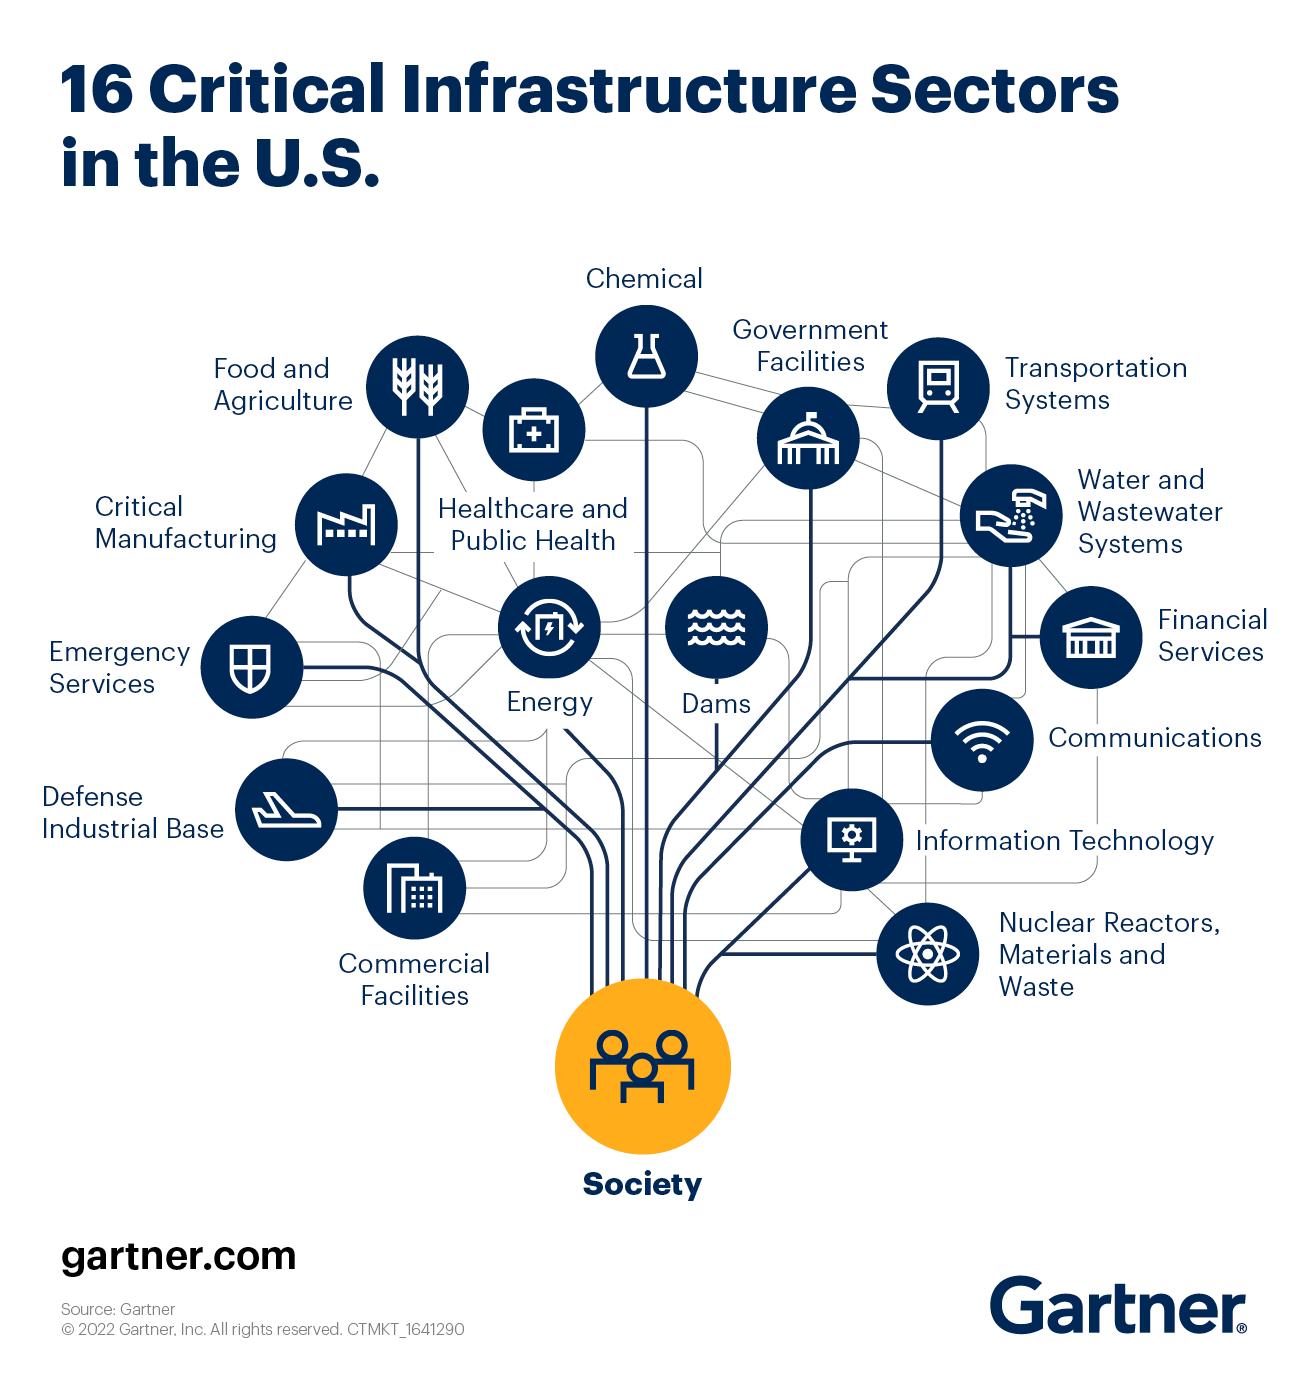 16 Critical Infrastructure Sectors
in the U.S.
Chemical
Government
Facilities
Food and
Agriculture
Transportation
Systems
Critical
Manufacturing
Healthcare and
Public Health
Water and
Wastewater
Systems
Emergency
Services
Energy
Dams
Financial
Services
Communications
Defense
Industrial Base
Information Technology
Commercial
Facilities
Nuclear Reactors,
Materials and
Waste
Society
gartner.com
Source: Gartner
© 2022 Gartner, Inc. All rights reserved. CTMKT_1641290
Gartner®